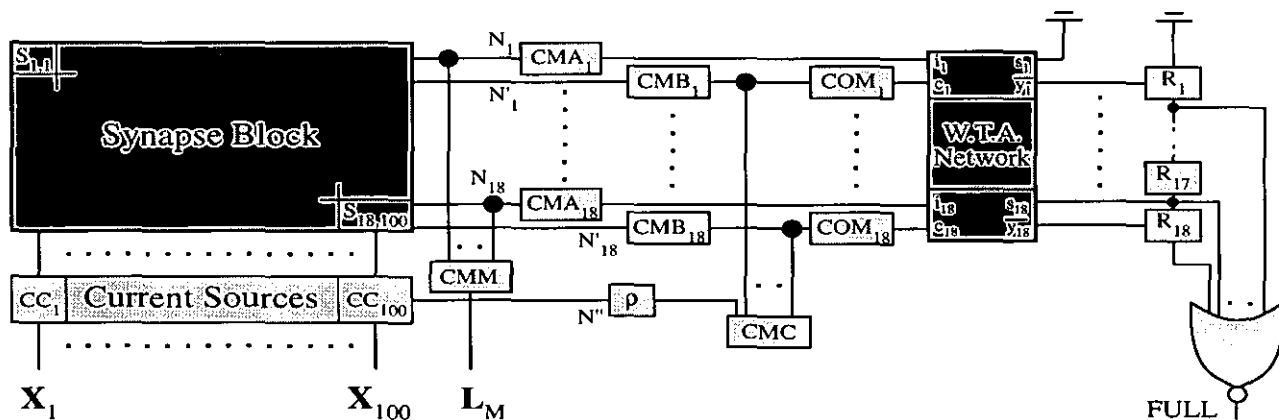 S1,1
Synapse Block
S18,100
N1
CMA1
N'1
CMB1
COM1
i1
s1
c1
y1
R1
W.T.A.
Network
N18
CMA18
N'18
CMB18
COM18
i18
s18
c18
y18
R17
R18
CMM
CC1
Current Sources
CC100
N"
ρ
CMC
X1
X100
LM
FULL